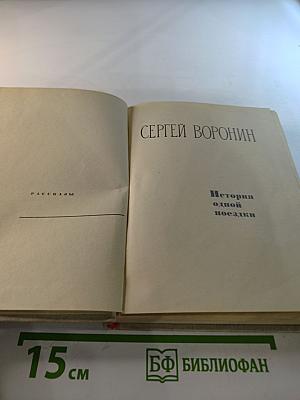 РАССКАЗЫ
СЕРГЕЙ ВОРОНИН
История
одной
поездки
15 см
БФ БИБЛИОФАН